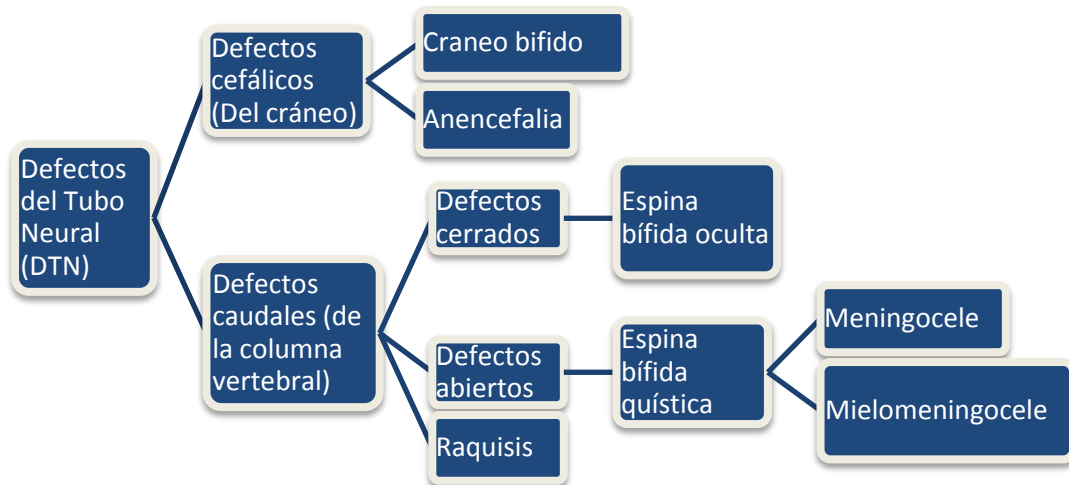 Defectos
del Tubo
Neural
(DTN)
Defectos
cefálicos
(Del cráneo)
Craneo bifido
Anencefalia
Defectos
caudales (de
la columna
vertebral)
Defectos
cerrados
Espina
bífida oculta
Defectos
abiertos
Espina
bífida
quística
Meningocele
Mielomeningocele
Raquisis